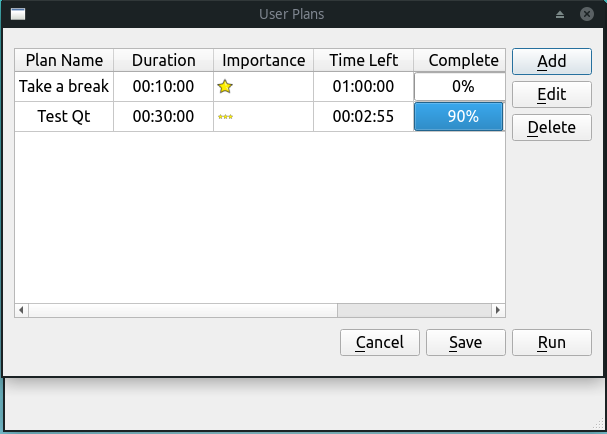 User Plans
Plan Name Duration Importance Time Left Complete
Take a break 00:10:00 01:00:00 0%
Test Qt 00:30:00 00:02:55 90%
Add
Edit
Delete
Cancel Save Run